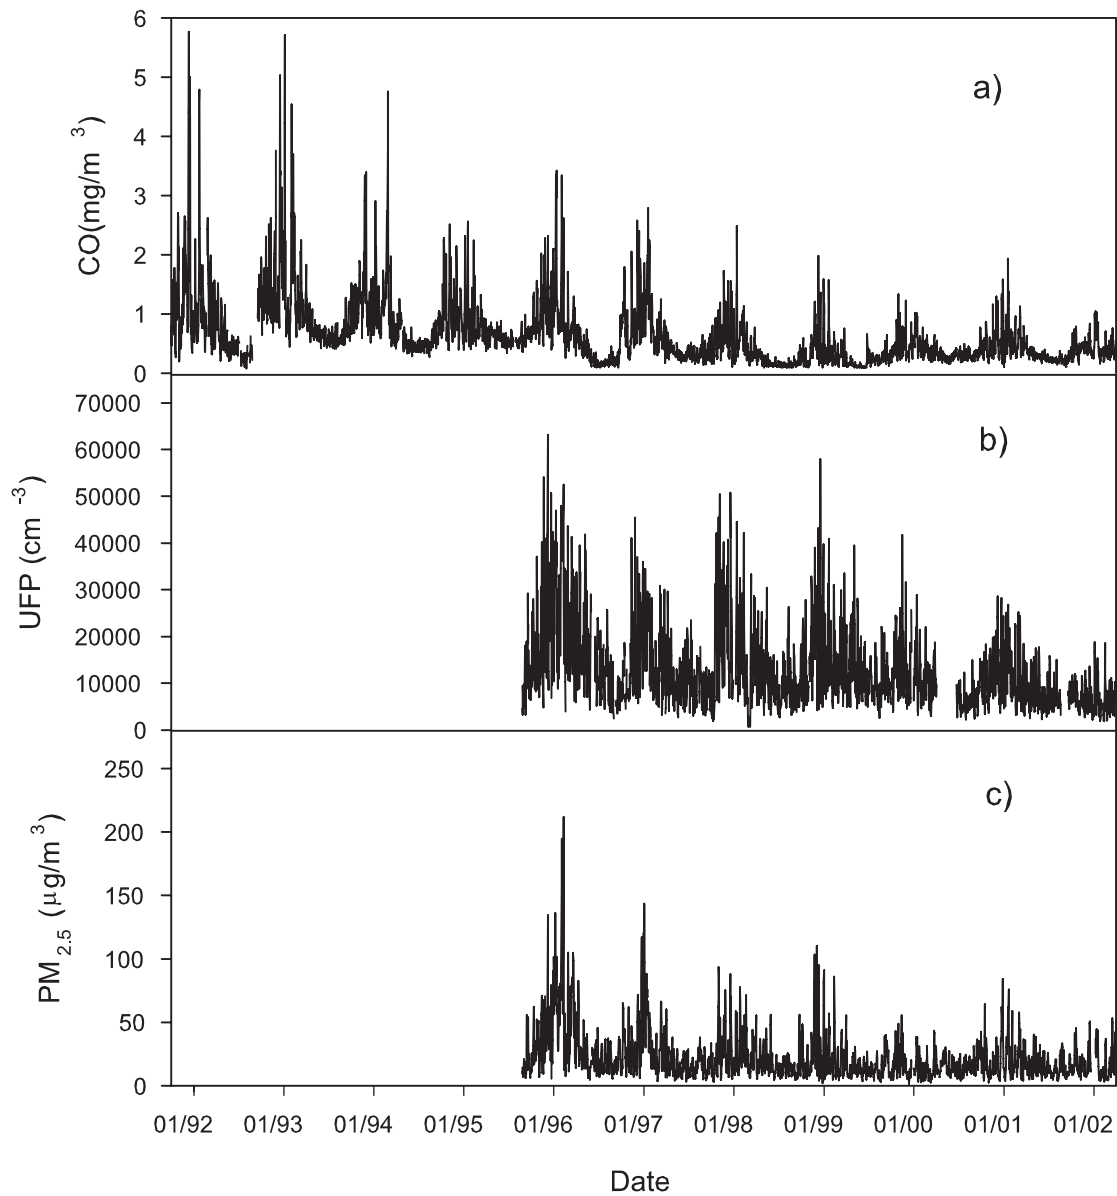 6
5
4
3
2
1
0
CO(mg/m 3)
a)
70000
60000
50000
40000
30000
20000
10000
0
UFP (cm -3)
b)
250
200
150
100
50
0
PM 2.5 (μg/m3)
c)
01/92 01/93 01/94 01/95 01/96 01/97 01/98 01/99 01/00 01/01 01/02
Date